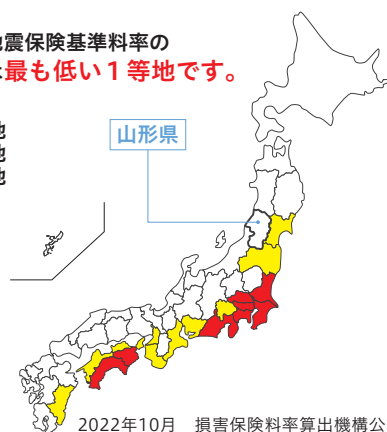 地震保険基準料率の
最も低い１等地です。
地
地
地
山形県
2022年10月　損害保険料率算出機構公